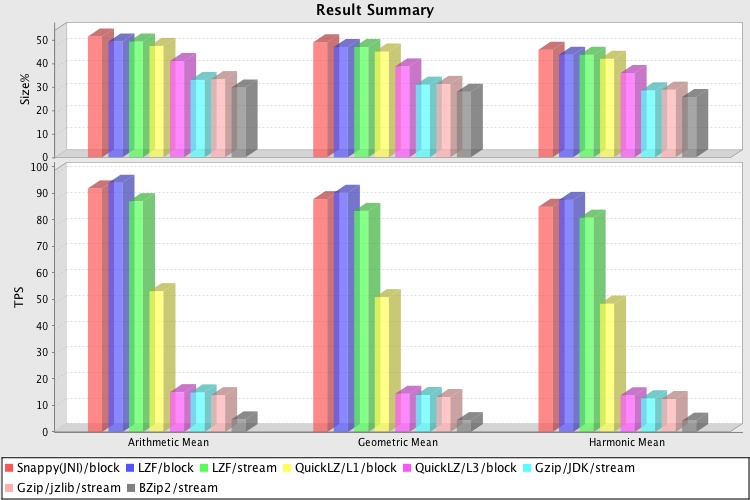 Result Summary
50
40
30
20
10
0
Size%
100
90
80
70
60
50
40
30
20
10
0
TPS
Arithmetic Mean Geometric Mean Harmonic Mean
Snappy(JNI)/block LZF/block LZF/stream QuickLZ/L1/block QuickLZ/L3/block Gzip/JDK/stream
Gzip/jzlib/stream BZip2/stream